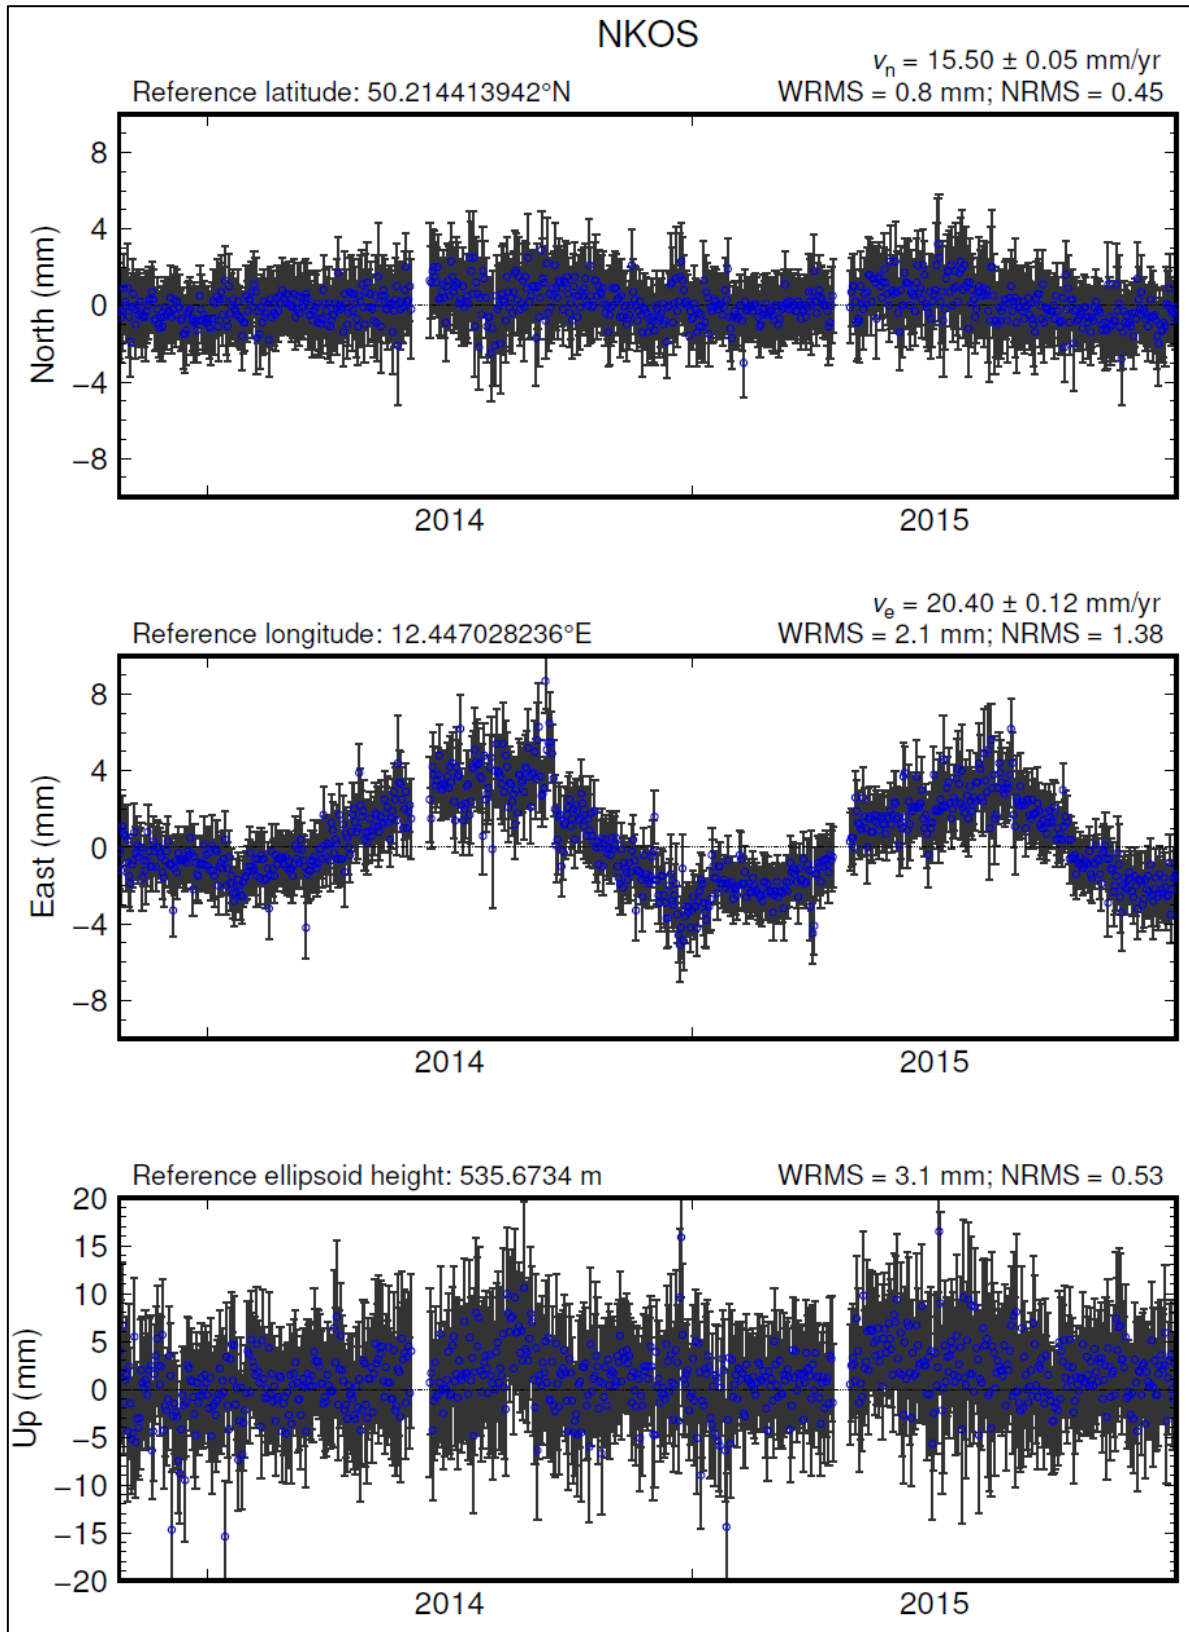 NKOS
vn = 15.50 ± 0.05 mm/yr
Reference latitude: 50.214413942°N WRMS = 0.8 mm; NRMS = 0.45
8
4
0
−4
−8
North (mm)
2014 2015
ve = 20.40 ± 0.12 mm/yr
Reference longitude: 12.447028236°E WRMS = 2.1 mm; NRMS = 1.38
8
4
0
−4
−8
East (mm)
2014 2015
Reference ellipsoid height: 535.6734 m WRMS = 3.1 mm; NRMS = 0.53
20
15
10
5
0
−5
−10
−15
−20
Up (mm)
2014 2015